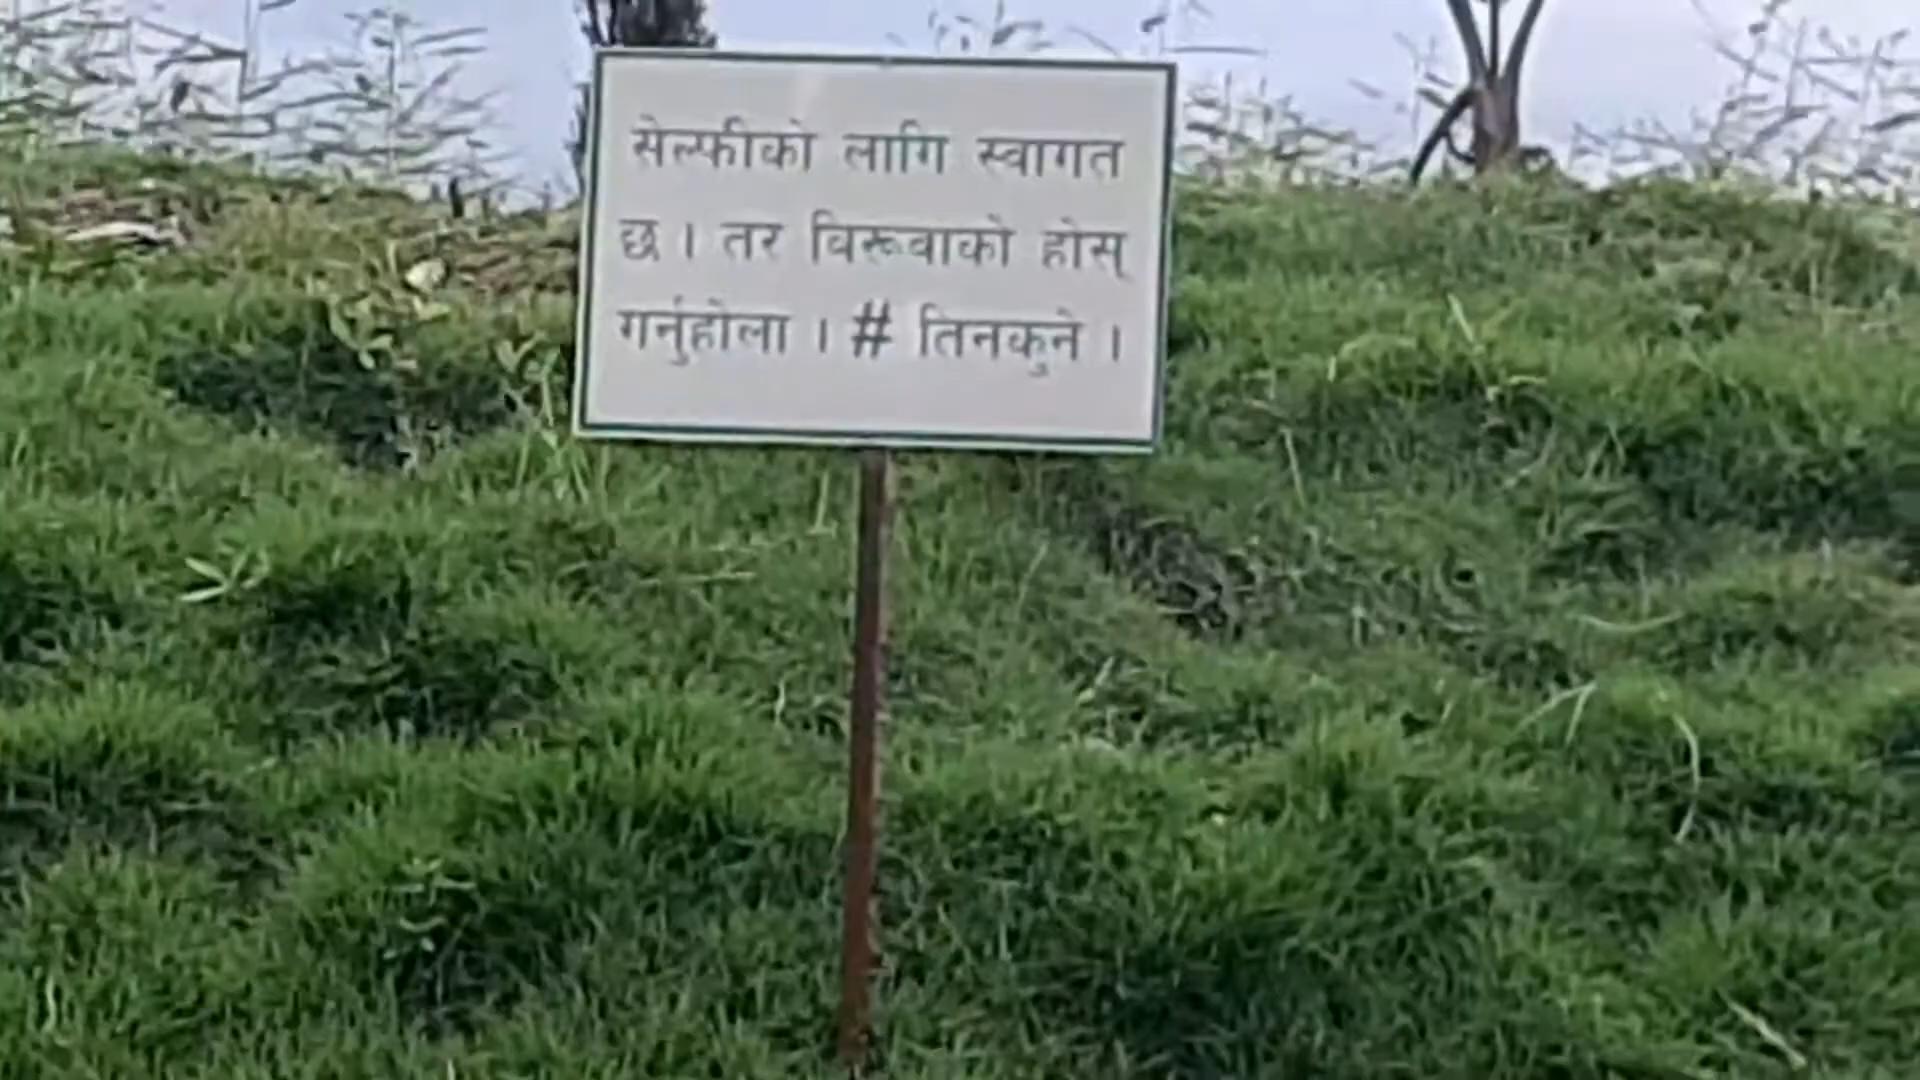 सेल्फीको लागि स्वागत
छ । तर विरूवाको होस्
गर्नुहोला । # तिनकुने ।